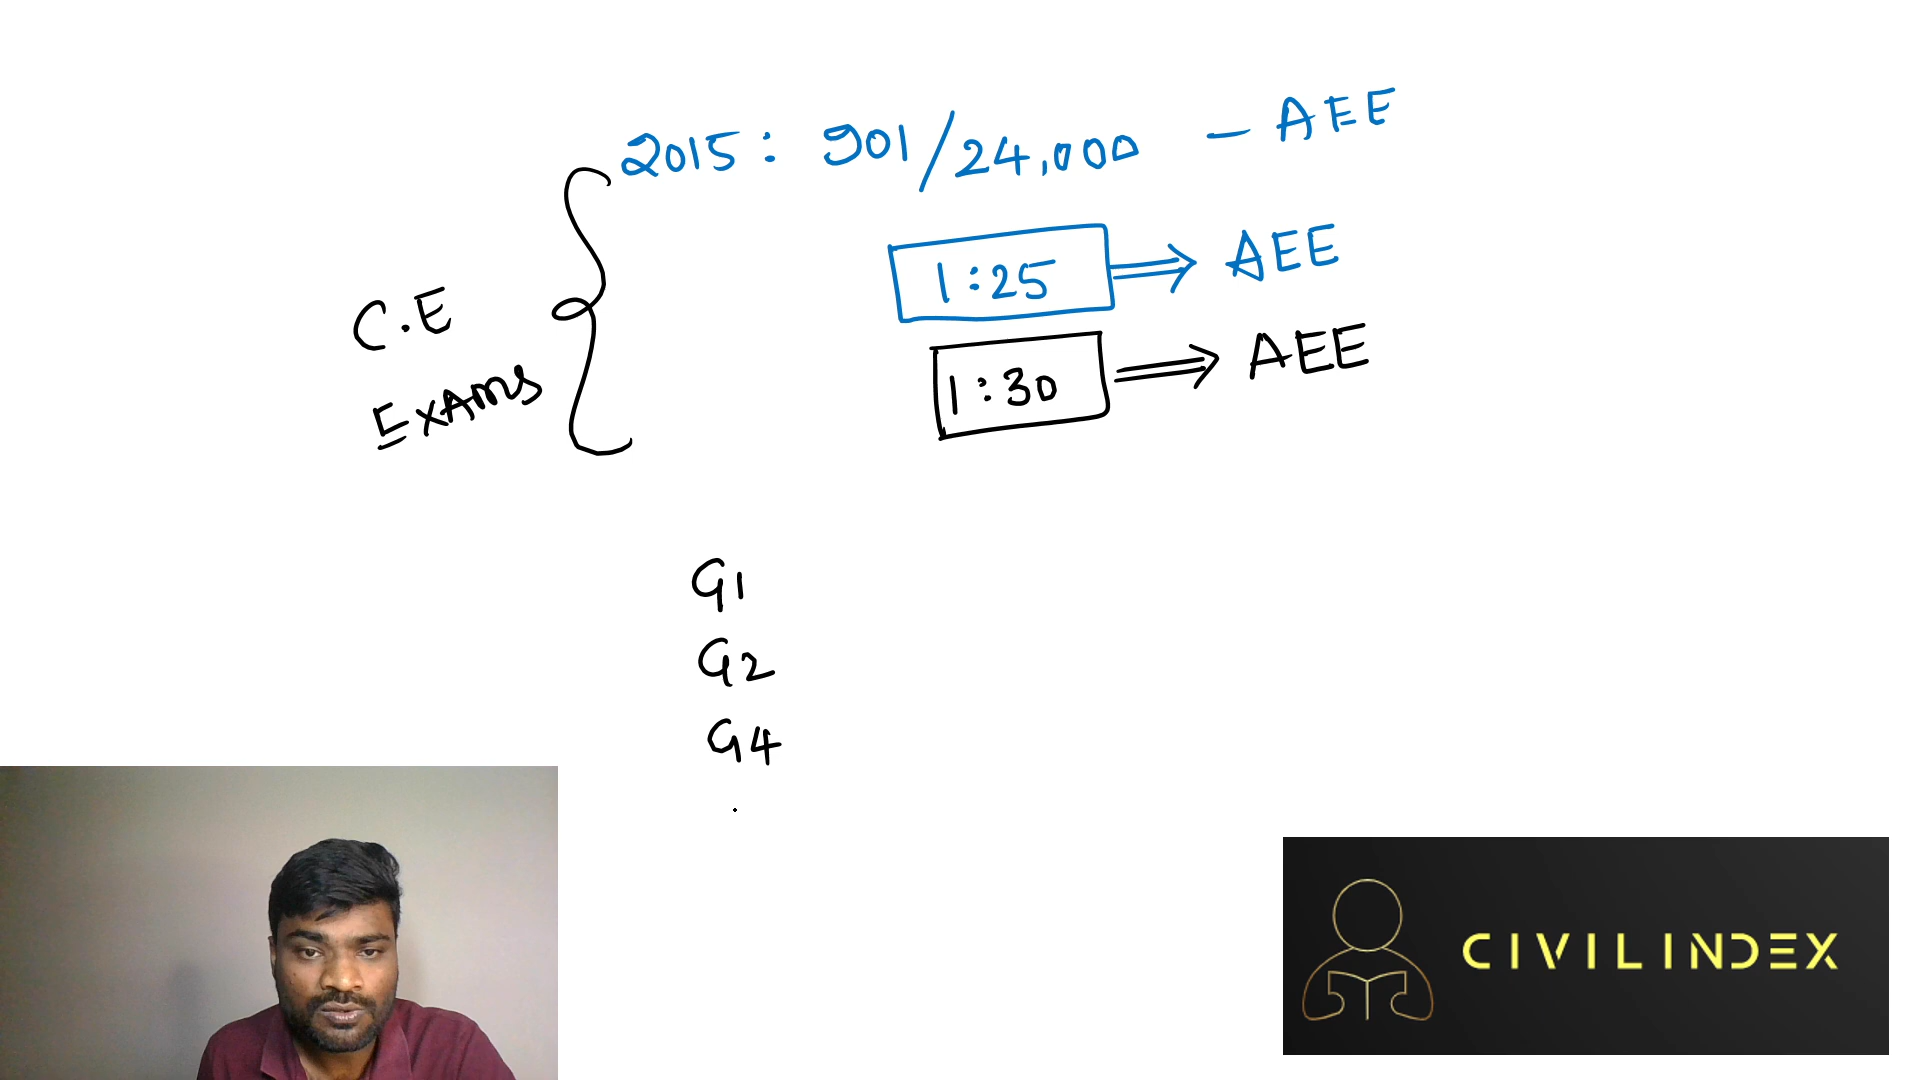 2015: 901/24,000 - AEE
1:25 ⟹ AEE
C.E
1:30 ⟹ AEE
EXAMS
G1
G2
G4
CIVILINDEX